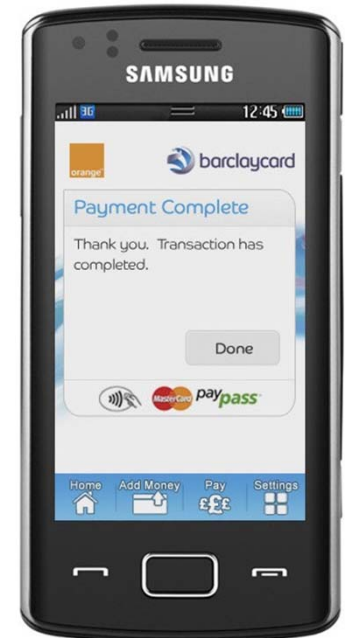 SAMSUNG
3G 12:45
orange barclaycard
Payment Complete
Thank you. Transaction has
completed.
Done
MasterCard paypass
Home Add Money Pay Settings
£££